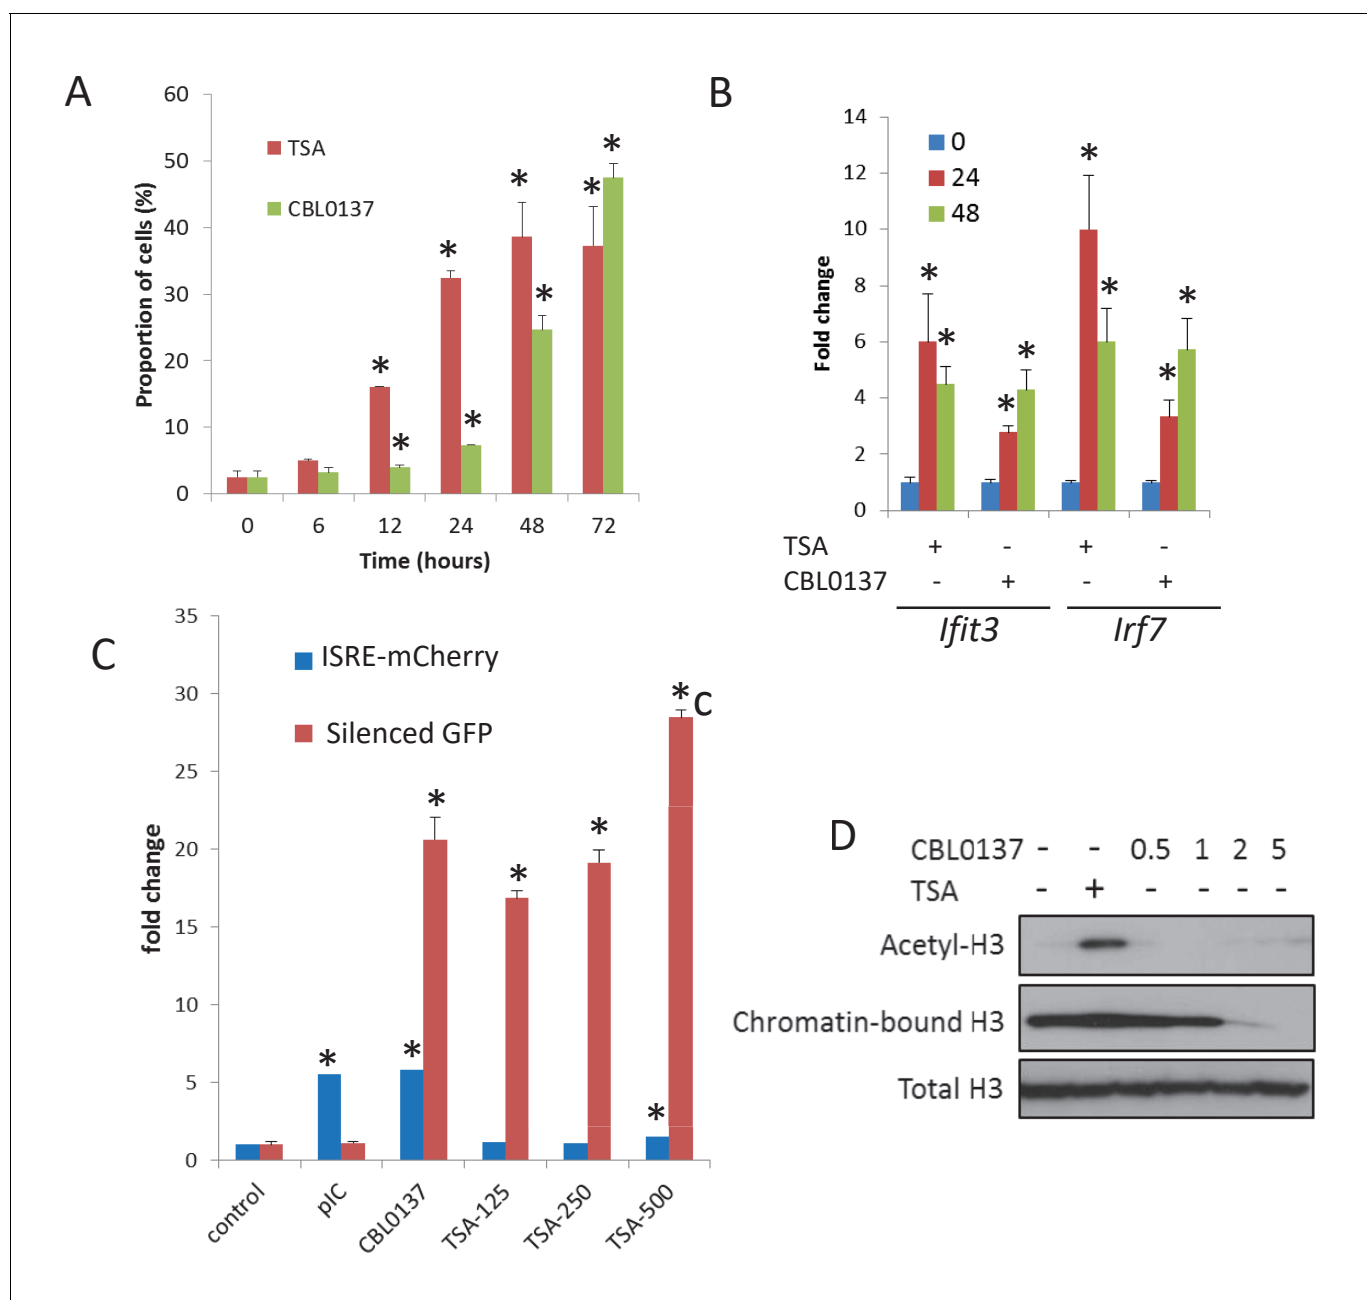 A
60
50
40
30
20
10
0
Proportion of cells (%)
TSA
CBL0137
* * * * * * * *
0 6 12 24 48 72
Time (hours)
B
14
12
10
8
6
4
2
0
Fold change
0
24
48
* * * * * * * *
TSA + - + -
CBL0137 - + - +
Ifit3 Irf7
C
35
30
25
20
15
10
5
0
fold change
ISRE-mCherry
Silenced GFP
* * * * * * *
c
control pIC CBL0137 TSA-125 TSA-250 TSA-500
D
CBL0137 - - 0.5 1 2 5
TSA - + - - - -
Acetyl-H3
Chromatin-bound H3
Total H3